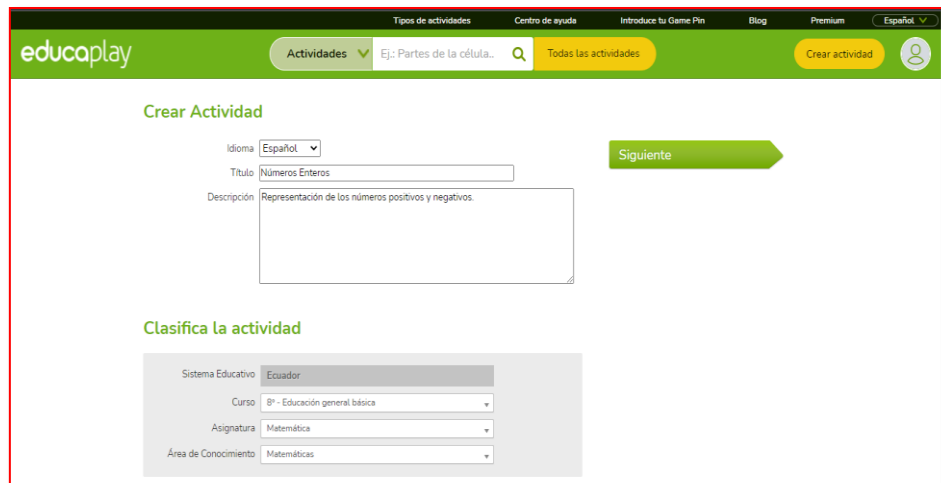 Tipos de actividades Centro de ayuda Introduce tu Game Pin Blog Premium Español
educaplay Actividades Ej.: Partes de la célula.. Todas las actividades Crear actividad
Crear Actividad
Idioma Español
Siguiente
Título Números Enteros
Descripción Representación de los números positivos y negativos.
Clasifica la actividad
Sistema Educativo Ecuador
Curso 8º - Educación general básica
Asignatura Matemática
Área de Conocimiento Matemáticas